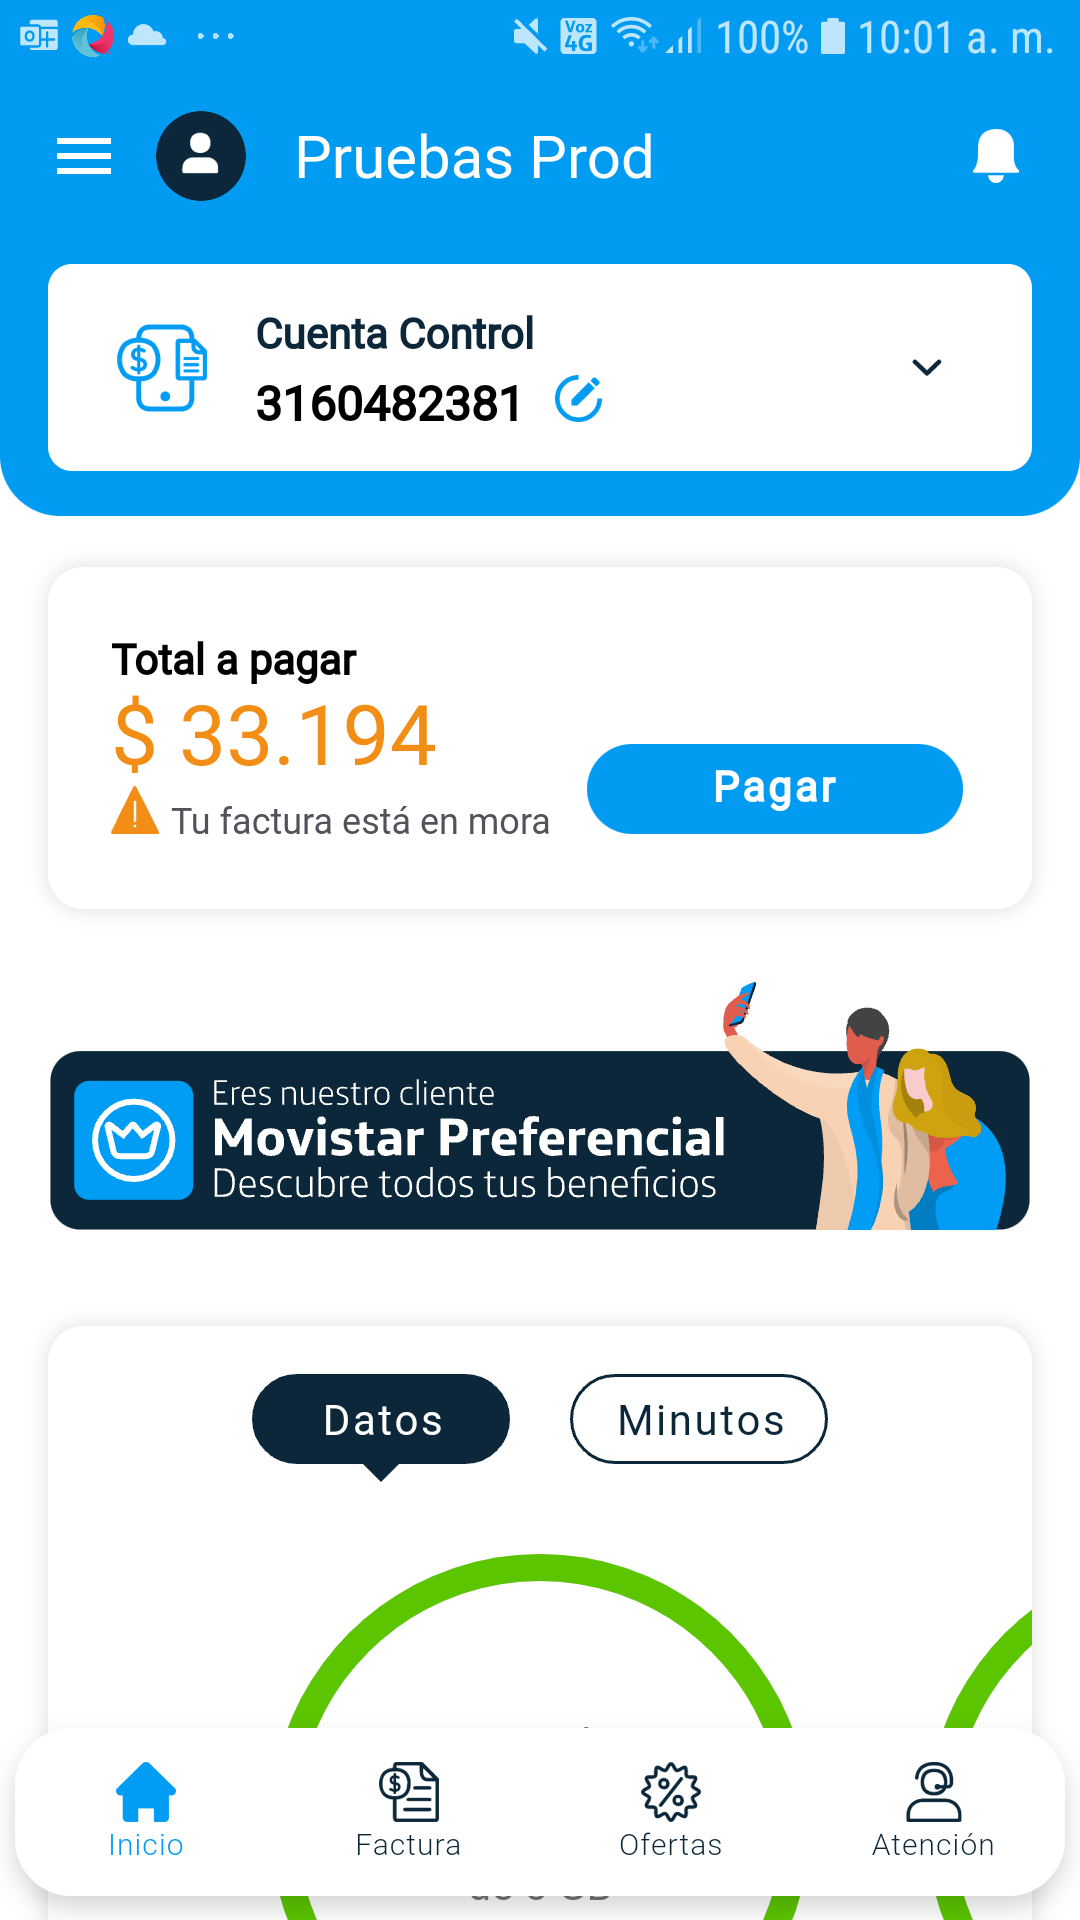 Voz 4G 100% 10:01 a. m.
Pruebas Prod
Cuenta Control
3160482381
Total a pagar
$ 33.194
Tu factura está en mora
Pagar
Eres nuestro cliente
Movistar Preferencial
Descubre todos tus beneficios
Datos
Minutos
Inicio
Factura
Ofertas
Atención